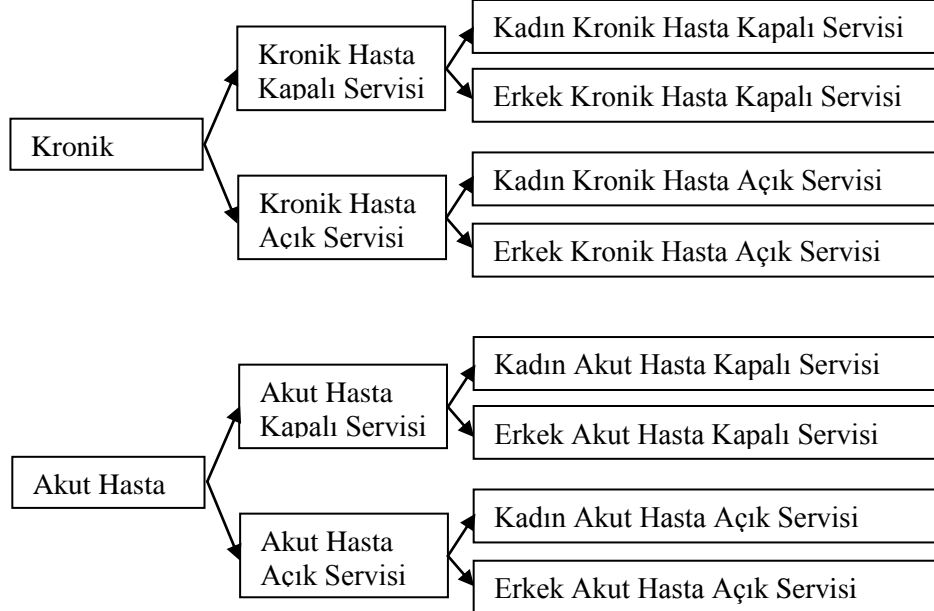 Kadın Kronik Hasta Kapalı Servisi
Kronik Hasta
Kapalı Servisi
Erkek Kronik Hasta Kapalı Servisi
Kronik
Kadın Kronik Hasta Açık Servisi
Kronik Hasta
Açık Servisi
Erkek Kronik Hasta Açık Servisi
Kadın Akut Hasta Kapalı Servisi
Akut Hasta
Kapalı Servisi
Erkek Akut Hasta Kapalı Servisi
Akut Hasta
Kadın Akut Hasta Açık Servisi
Akut Hasta
Açık Servisi
Erkek Akut Hasta Açık Servisi